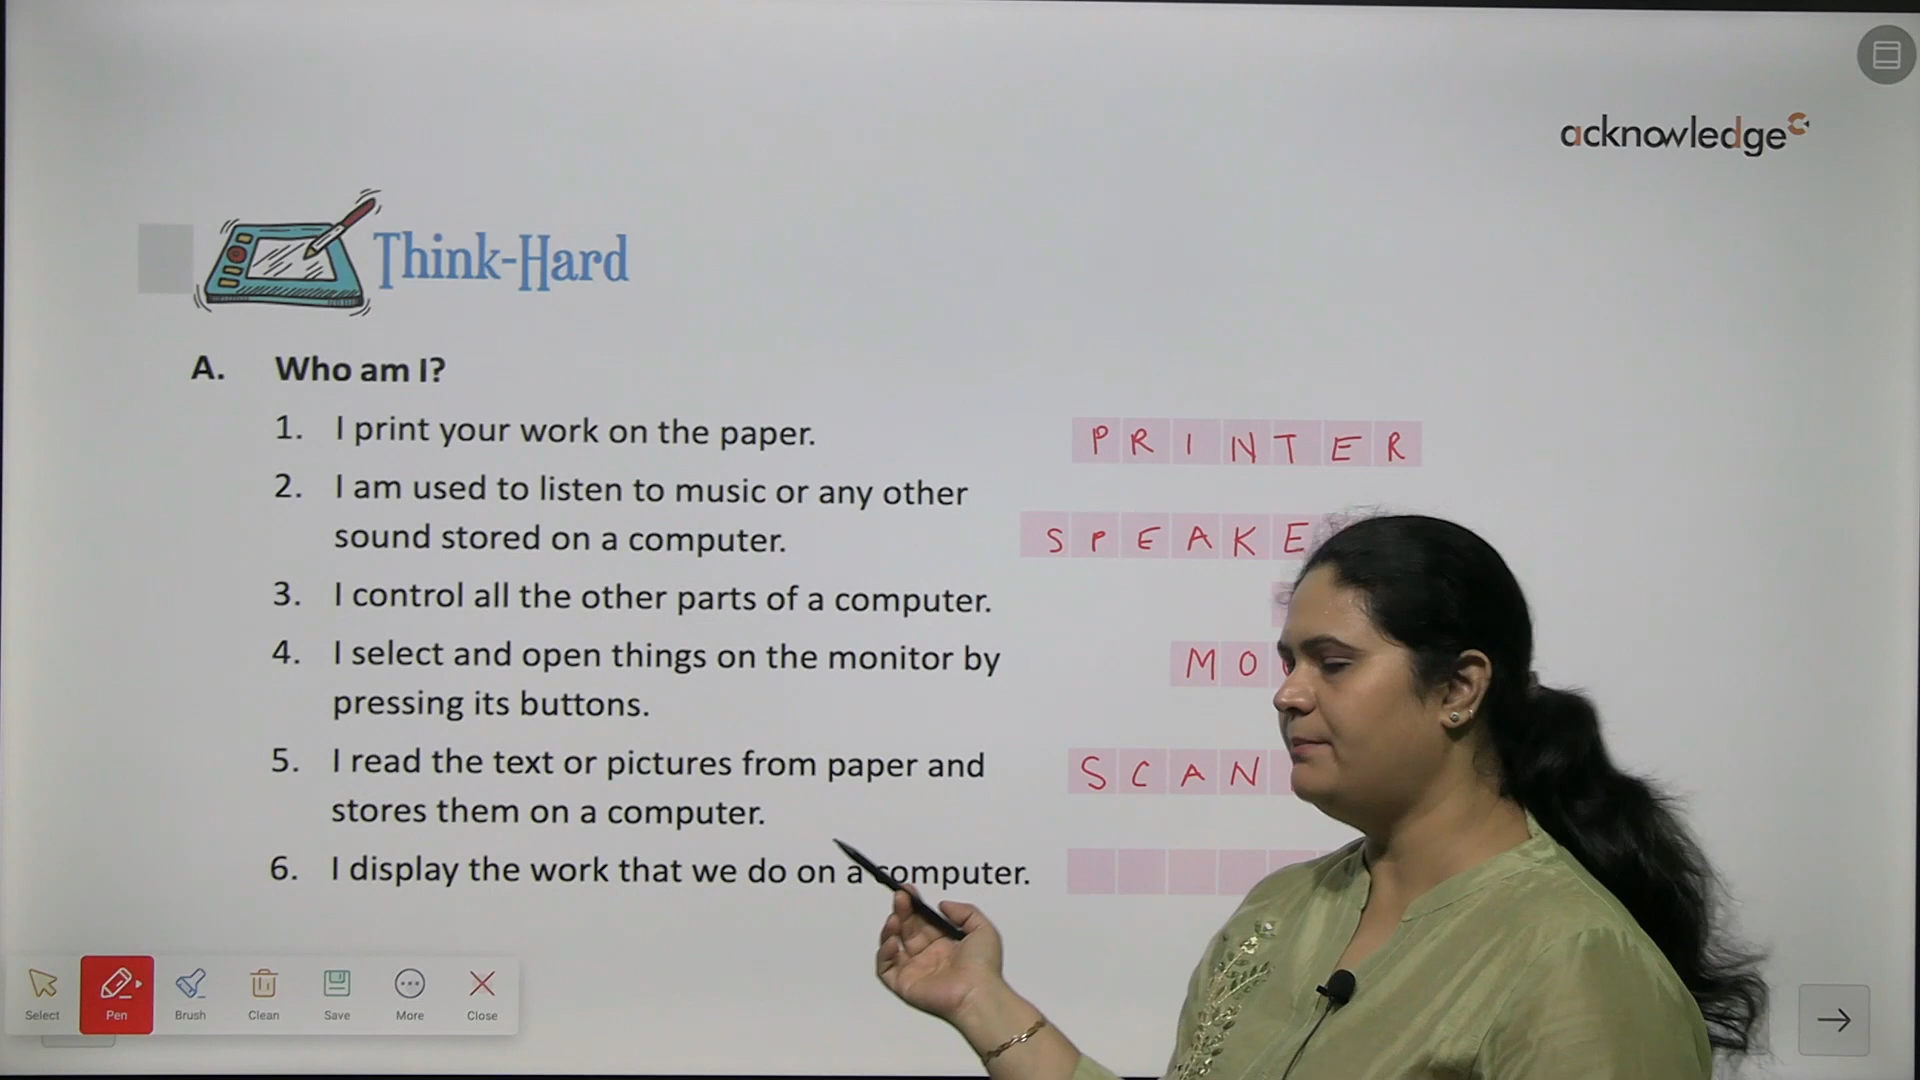 acknowledge
Think-Hard
A. Who am I?
1. I print your work on the paper.
PRINTER
2. I am used to listen to music or any other
sound stored on a computer.
SPEAKE
3. I control all the other parts of a computer.
4. I select and open things on the monitor by
pressing its buttons.
MO
5. I read the text or pictures from paper and
stores them on a computer.
SCAN
6. I display the work that we do on a computer.
Select Pen Brush Clean Save More Close